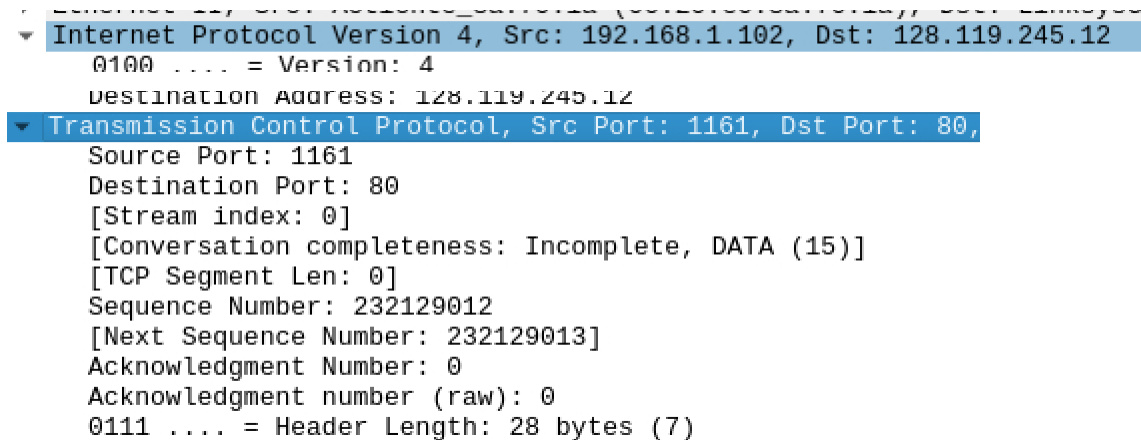 Internet Protocol Version 4, Src: 192.168.1.102, Dst: 128.119.245.12
0100 .... = Version: 4
Destination Address: 128.119.245.12
Transmission Control Protocol, Src Port: 1161, Dst Port: 80,
Source Port: 1161
Destination Port: 80
[Stream index: 0]
[Conversation completeness: Incomplete, DATA (15)]
[TCP Segment Len: 0]
Sequence Number: 232129012
[Next Sequence Number: 232129013]
Acknowledgment Number: 0
Acknowledgment number (raw): 0
0111 .... = Header Length: 28 bytes (7)